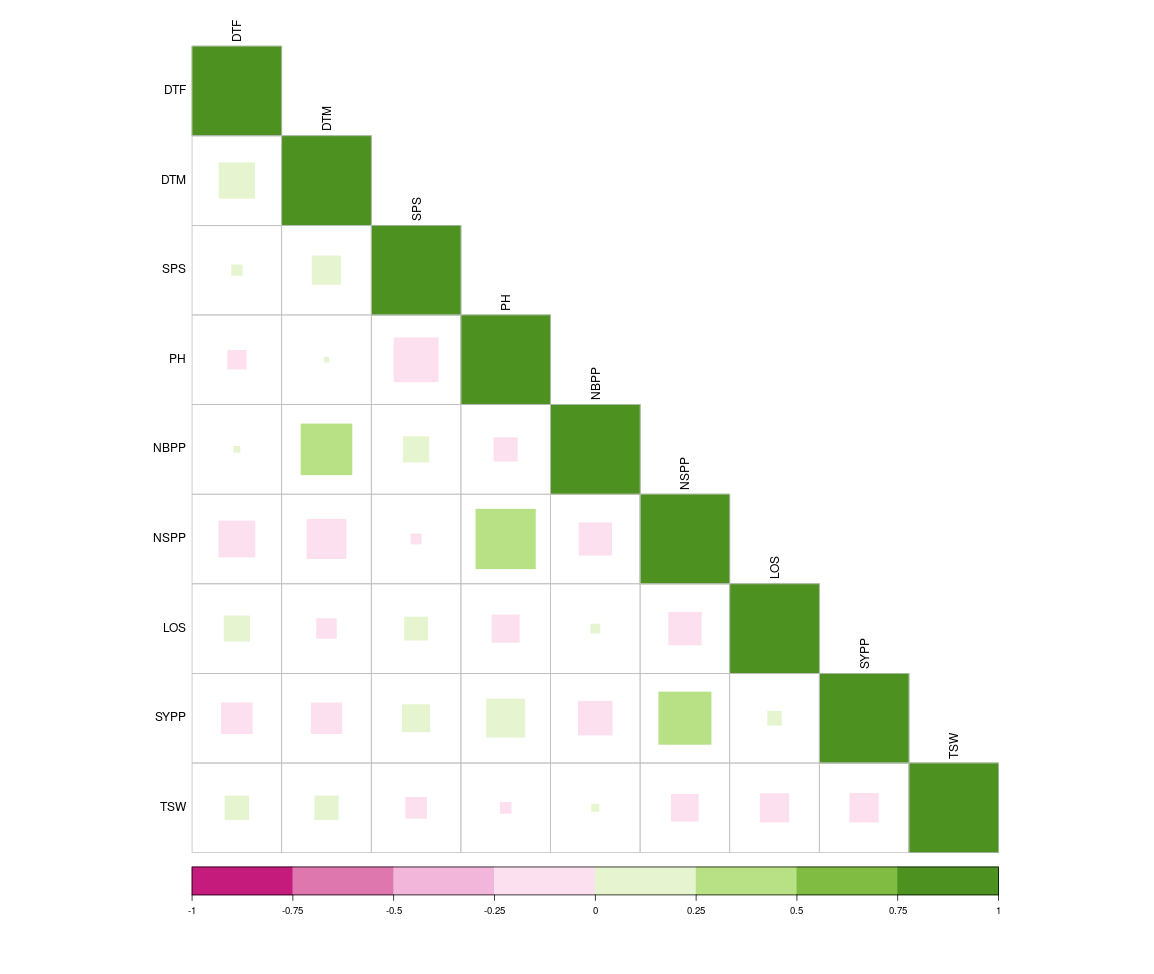 DTF
DTF
DTM
DTM
SPS
SPS
PH
PH
NBPP
NBPP
NSPP
NSPP
LOS
LOS
SYPP
SYPP
TSW
TSW
-1 -0.75 -0.5 -0.25 0 0.25 0.5 0.75 1